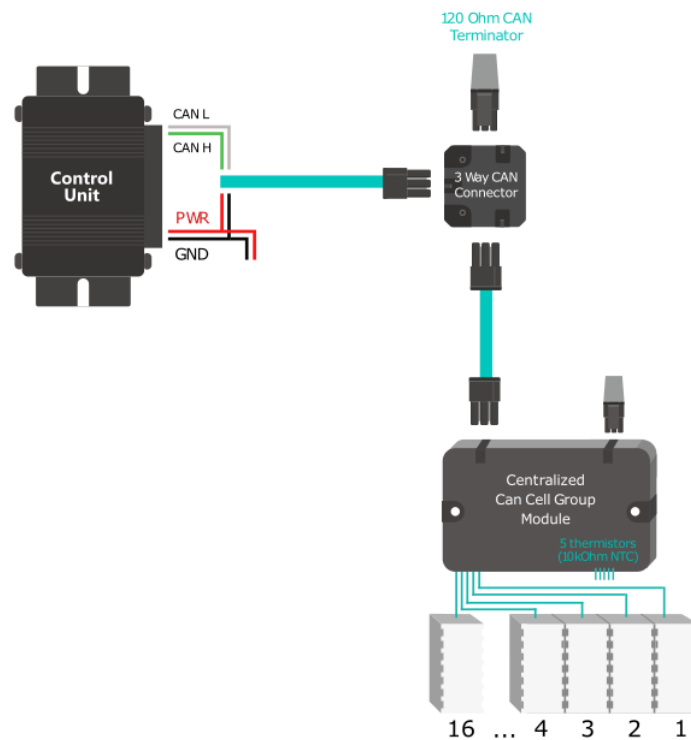 120 Ohm CAN
Terminator
CAN L
CAN H
Control
Unit
3 Way CAN
Connector
PWR
GND
Centralized
Can Cell Group
Module
5 thermistors
(10kOhm NTC)
16 ... 4 3 2 1